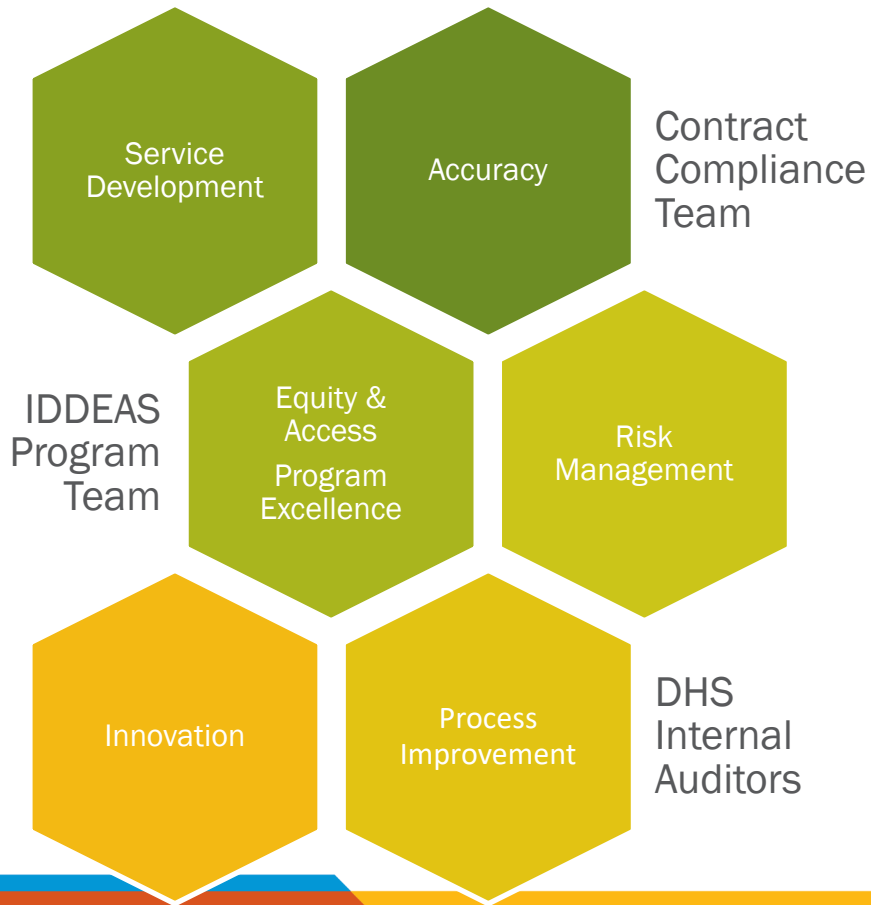 Service
Development
Accuracy
Contract
Compliance
Team
IDDEAS
Program
Team
Equity &
Access
Program
Excellence
Risk
Management
Innovation
Process
Improvement
DHS
Internal
Auditors